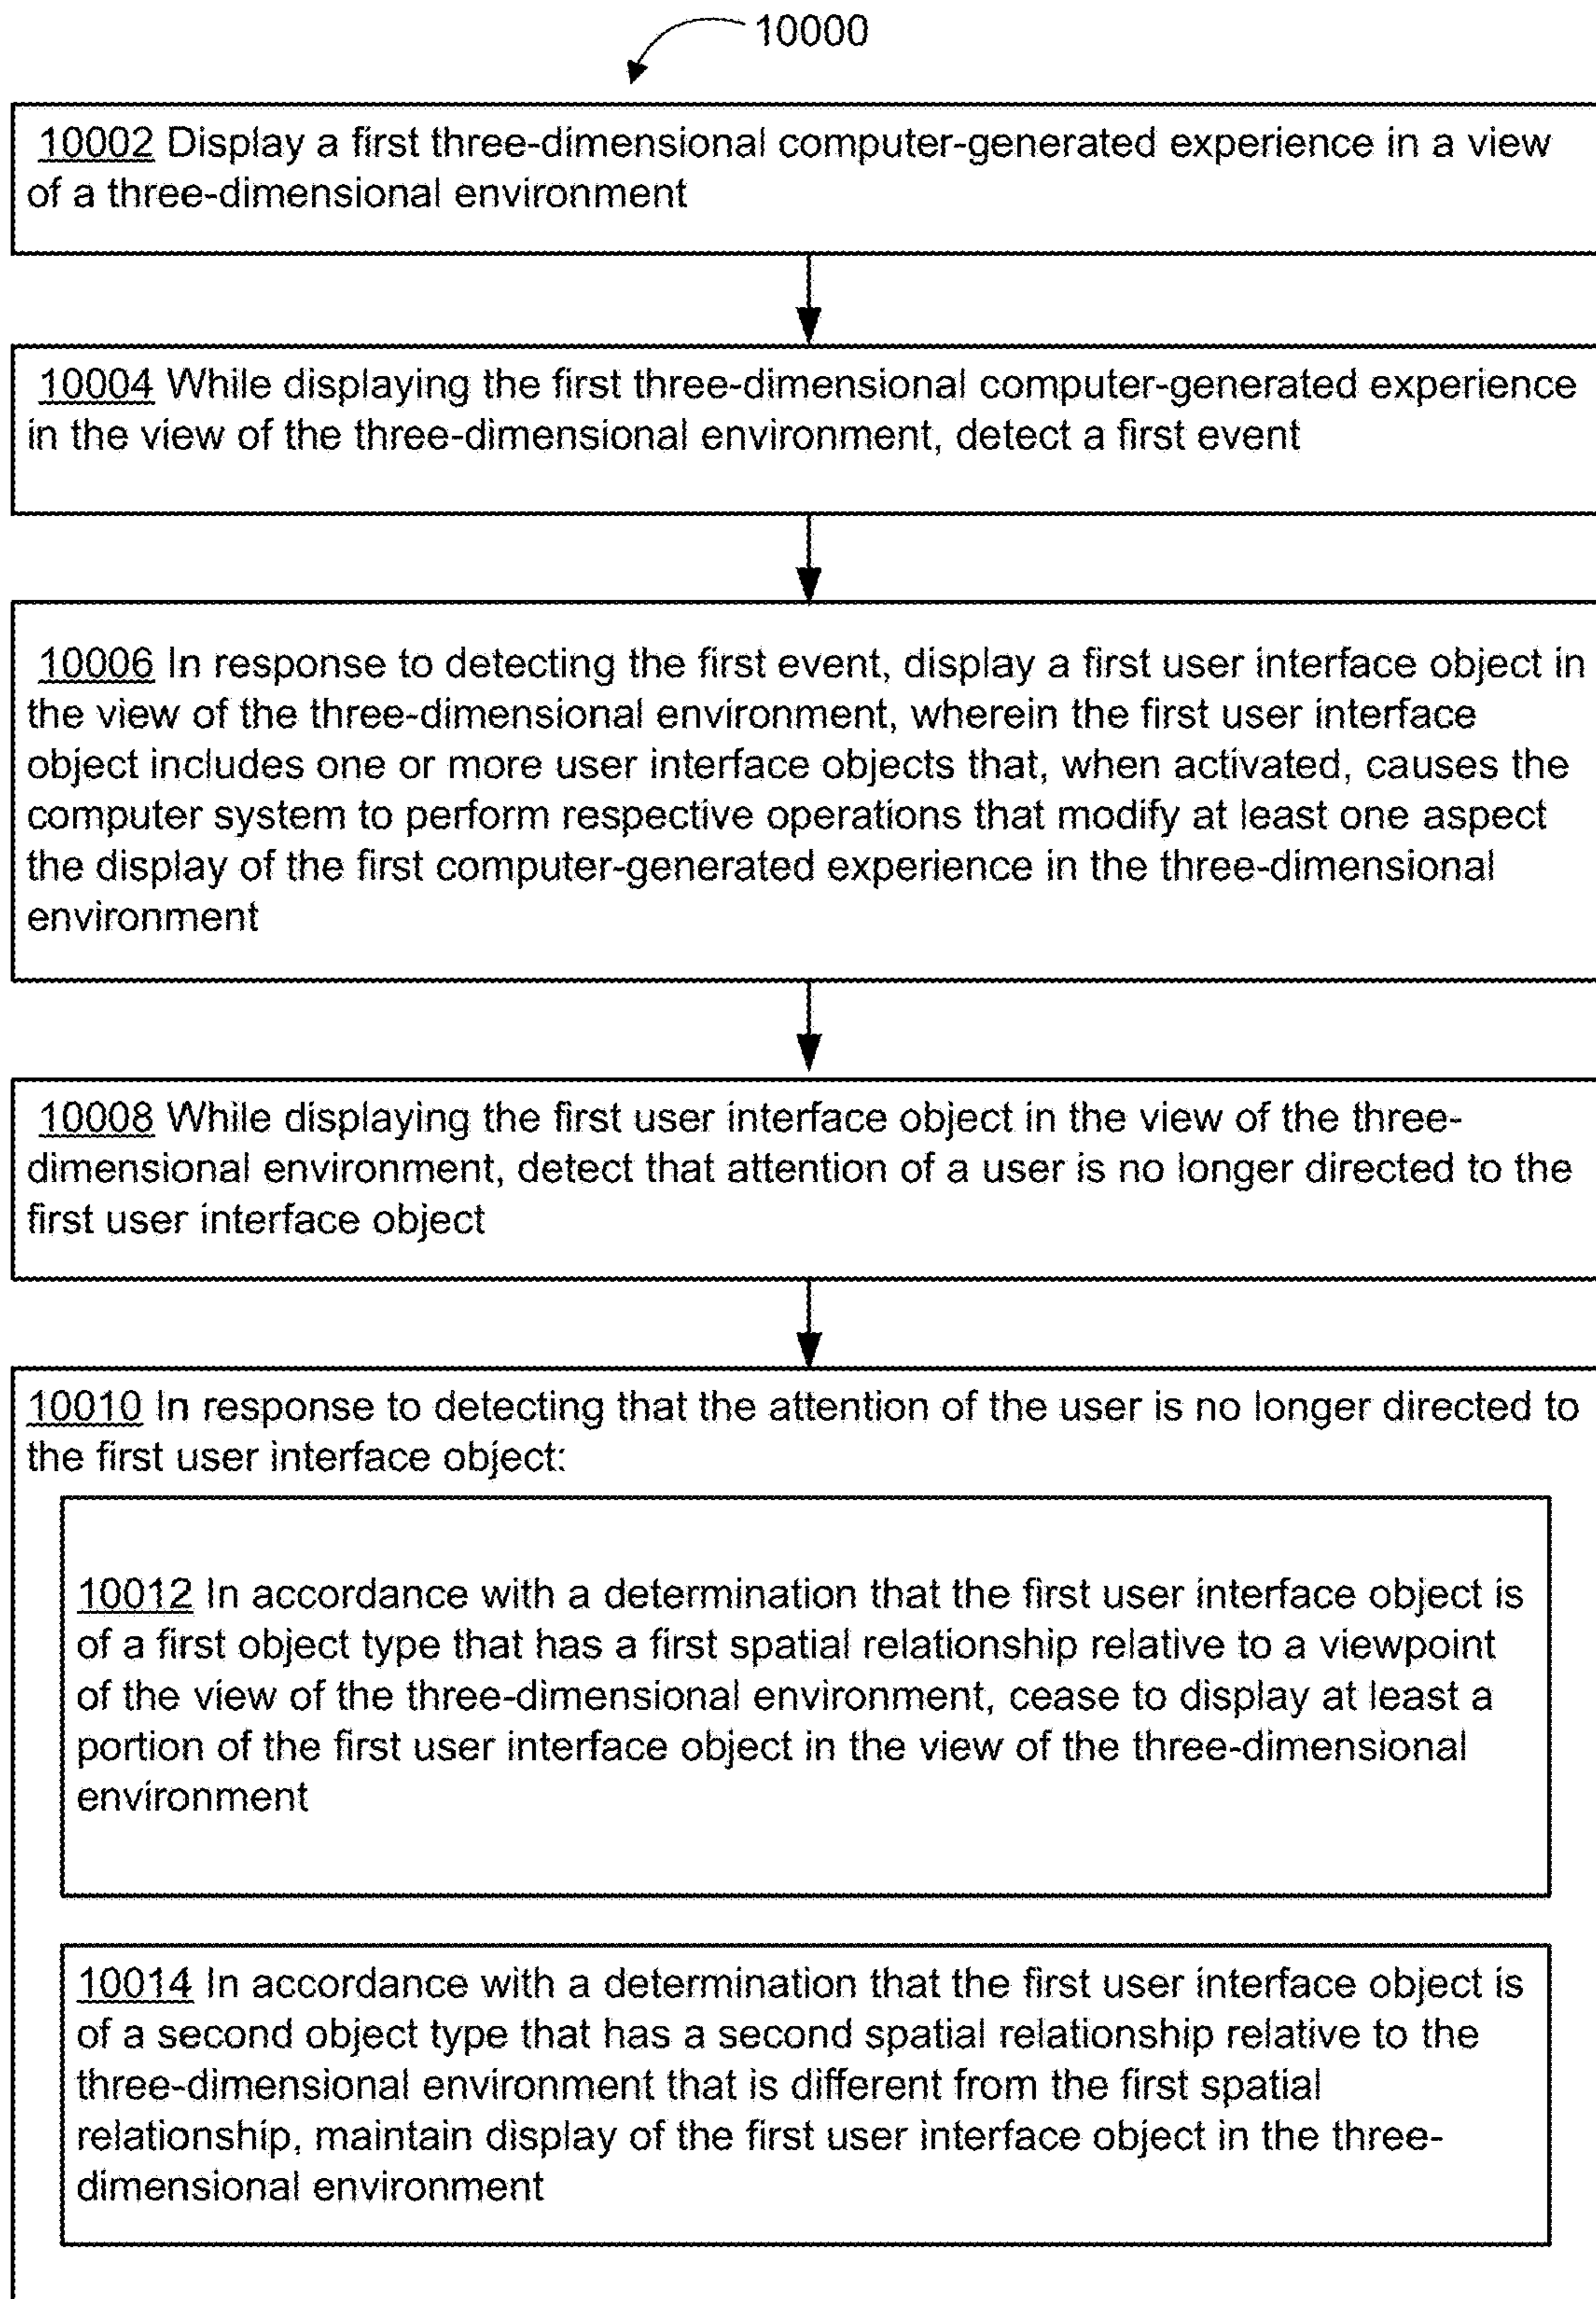 10000
10002 Display a first three-dimensional computer-generated experience in a view
of a three-dimensional environment
10004 While displaying the first three-dimensional computer-generated experience
in the view of the three-dimensional environment, detect a first event
10006 In response to detecting the first event, display a first user interface object in
the view of the three-dimensional environment, wherein the first user interface
object includes one or more user interface objects that, when activated, causes the
computer system to perform respective operations that modify at least one aspect
the display of the first computer-generated experience in the three-dimensional
environment
10008 While displaying the first user interface object in the view of the three-
dimensional environment, detect that attention of a user is no longer directed to the
first user interface object
10010 In response to detecting that the attention of the user is no longer directed to
the first user interface object:
10012 In accordance with a determination that the first user interface object is
of a first object type that has a first spatial relationship relative to a viewpoint
of the view of the three-dimensional environment, cease to display at least a
portion of the first user interface object in the view of the three-dimensional
environment
10014 In accordance with a determination that the first user interface object is
of a second object type that has a second spatial relationship relative to the
three-dimensional environment that is different from the first spatial
relationship, maintain display of the first user interface object in the three-
dimensional environment